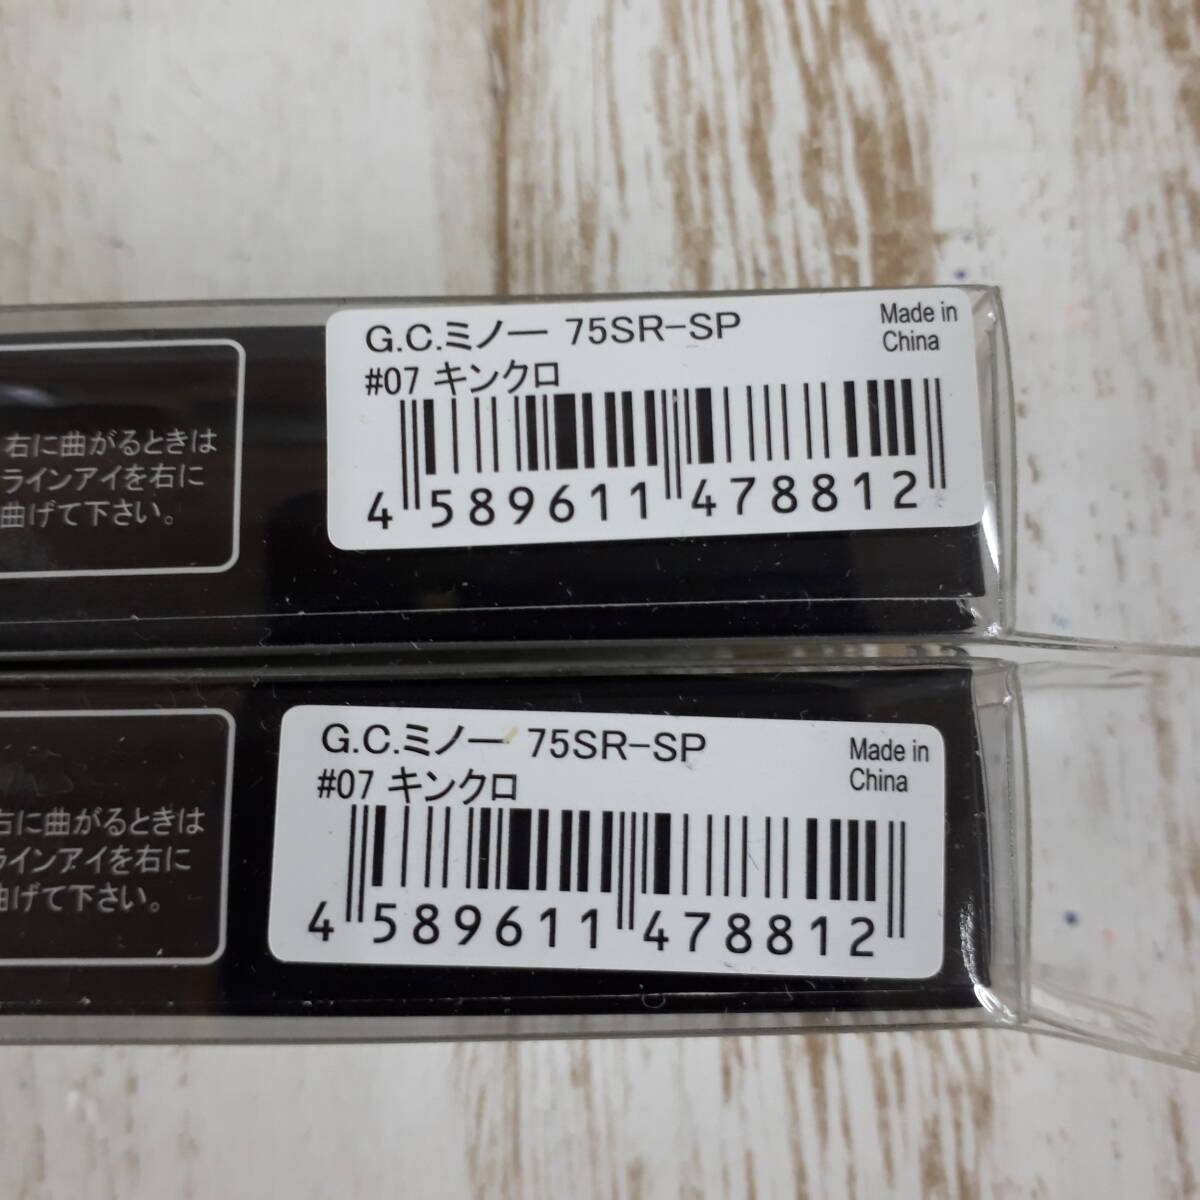 G.C.ミノー 75SR-SP
Made in
China
#07 キンクロ
4 589611 478812
右に曲がるときは
ラインアイを右に
曲げて下さい。
G.C.ミノー 75SR-SP
Made in
China
#07 キンクロ
4 589611 478812
右に曲がるときは
ラインアイを右に
曲げて下さい。